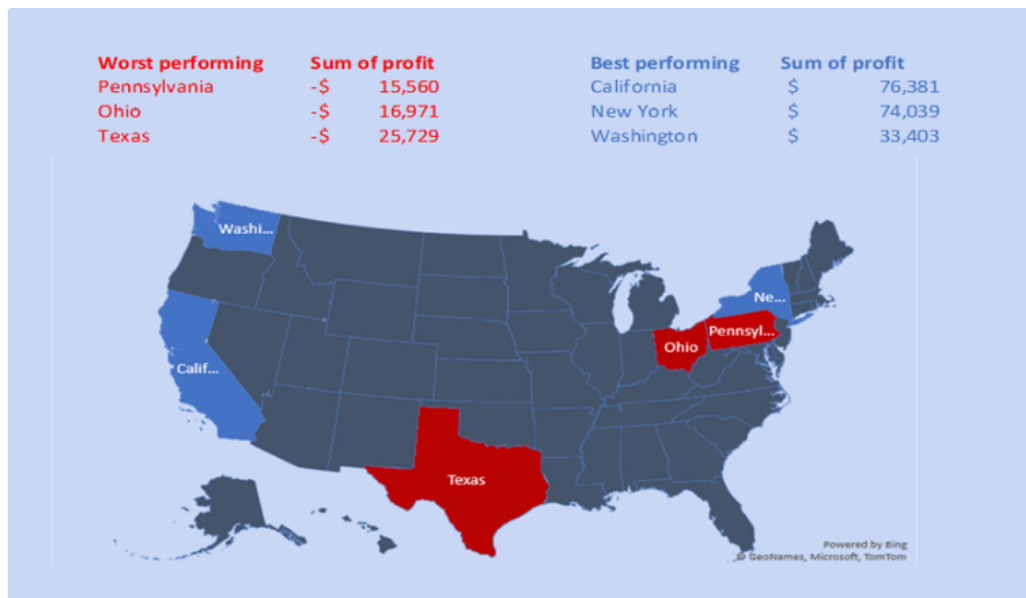 Worst performing Sum of profit
Pennsylvania -$ 15,560
Ohio -$ 16,971
Texas -$ 25,729
Best performing Sum of profit
California $ 76,381
New York $ 74,039
Washington $ 33,403
Washi...
Ne...
Pennsyl...
Ohio
Calif...
Texas
Powered by Bing
© GeoNames, Microsoft, TomTom